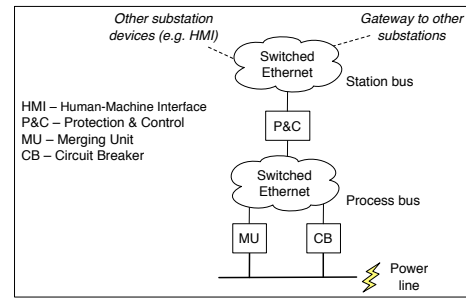 Other substation
devices (e.g. HMI)
Gateway to other
substations
Switched
Ethernet
Station bus
HMI – Human-Machine Interface
P&C – Protection & Control
MU – Merging Unit
CB – Circuit Breaker
P&C
Switched
Ethernet
Process bus
MU
CB
Power
line